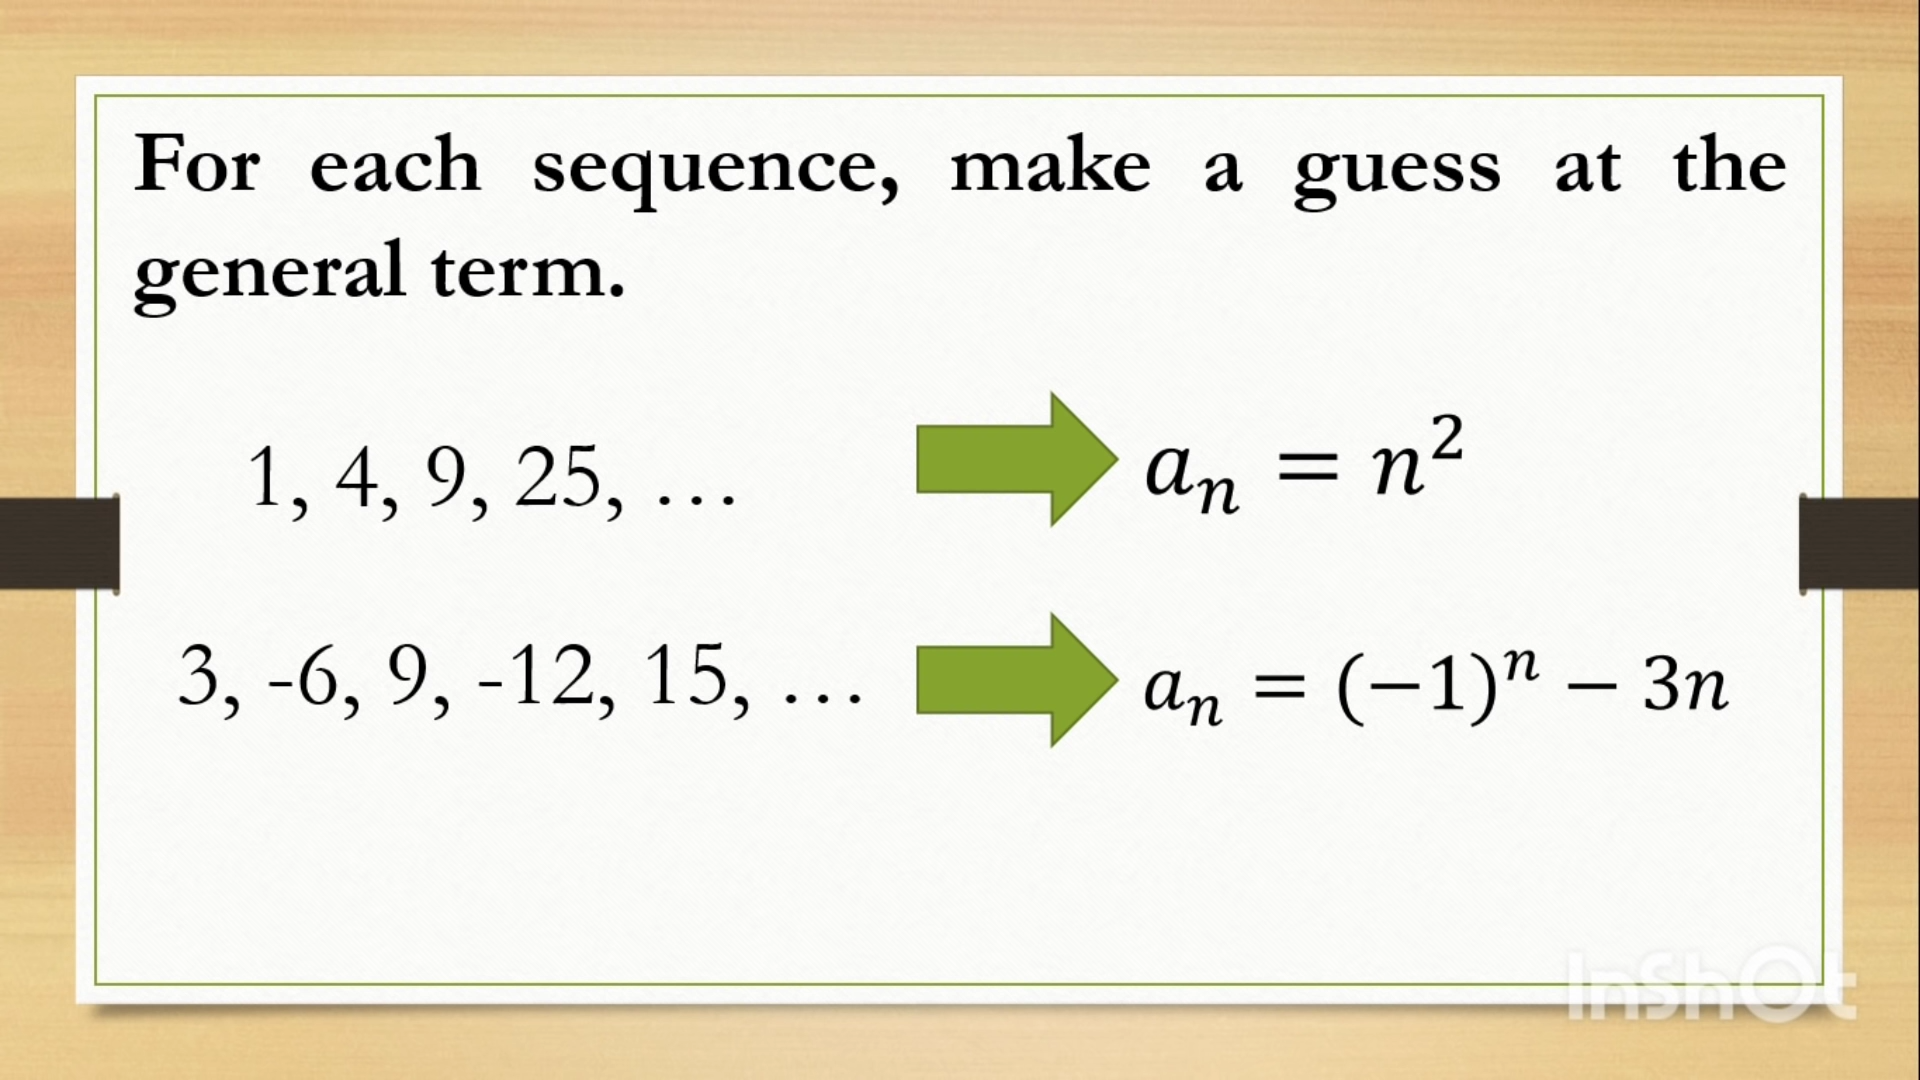 For each sequence, make a guess at the
general term.
1, 4, 9, 25, … aₙ = n²
3, -6, 9, -12, 15, … aₙ = (−1)ⁿ − 3n
InShOt